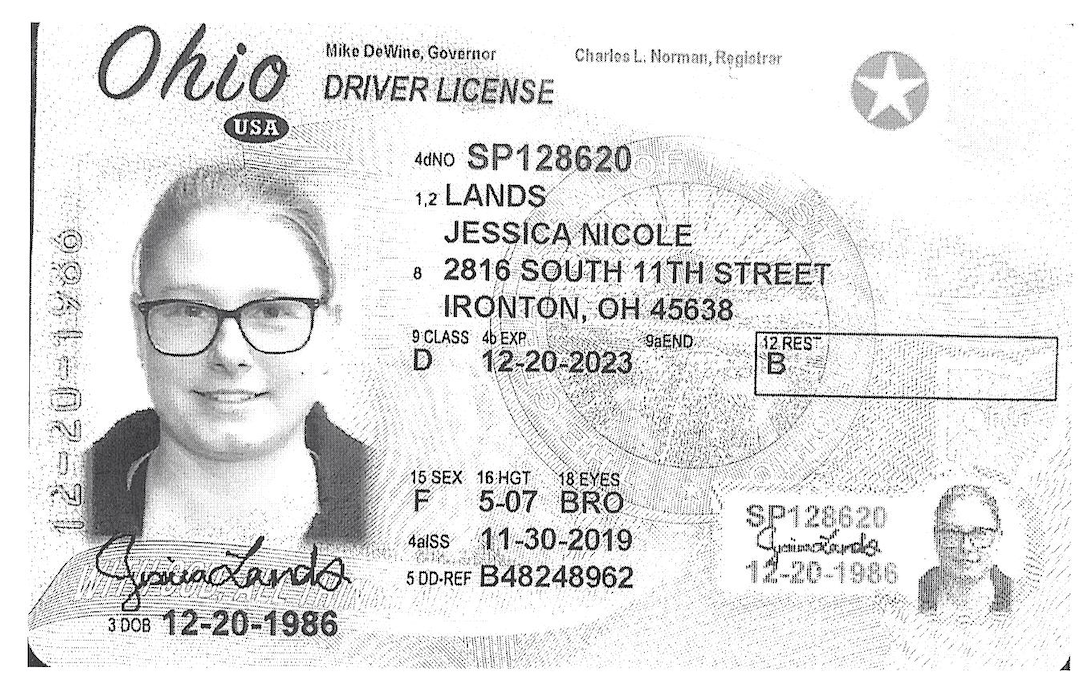 Ohio
USA
Mike DeWine, Governor
Charles L. Norman, Registrar
DRIVER LICENSE
4dNO SP128620
1,2 LANDS
JESSICA NICOLE
8 2816 SOUTH 11TH STREET
IRONTON, OH 45638
9 CLASS 4b EXP 9aEND 12 REST
D 12-20-2023 B
15 SEX 16 HGT 18 EYES
F 5-07 BRO
4aISS 11-30-2019
5 DD-REF B48248962
12-20-1986
Jessica Lands
3 DOB 12-20-1986
SP128620
Jessica Lands
12-20-1986